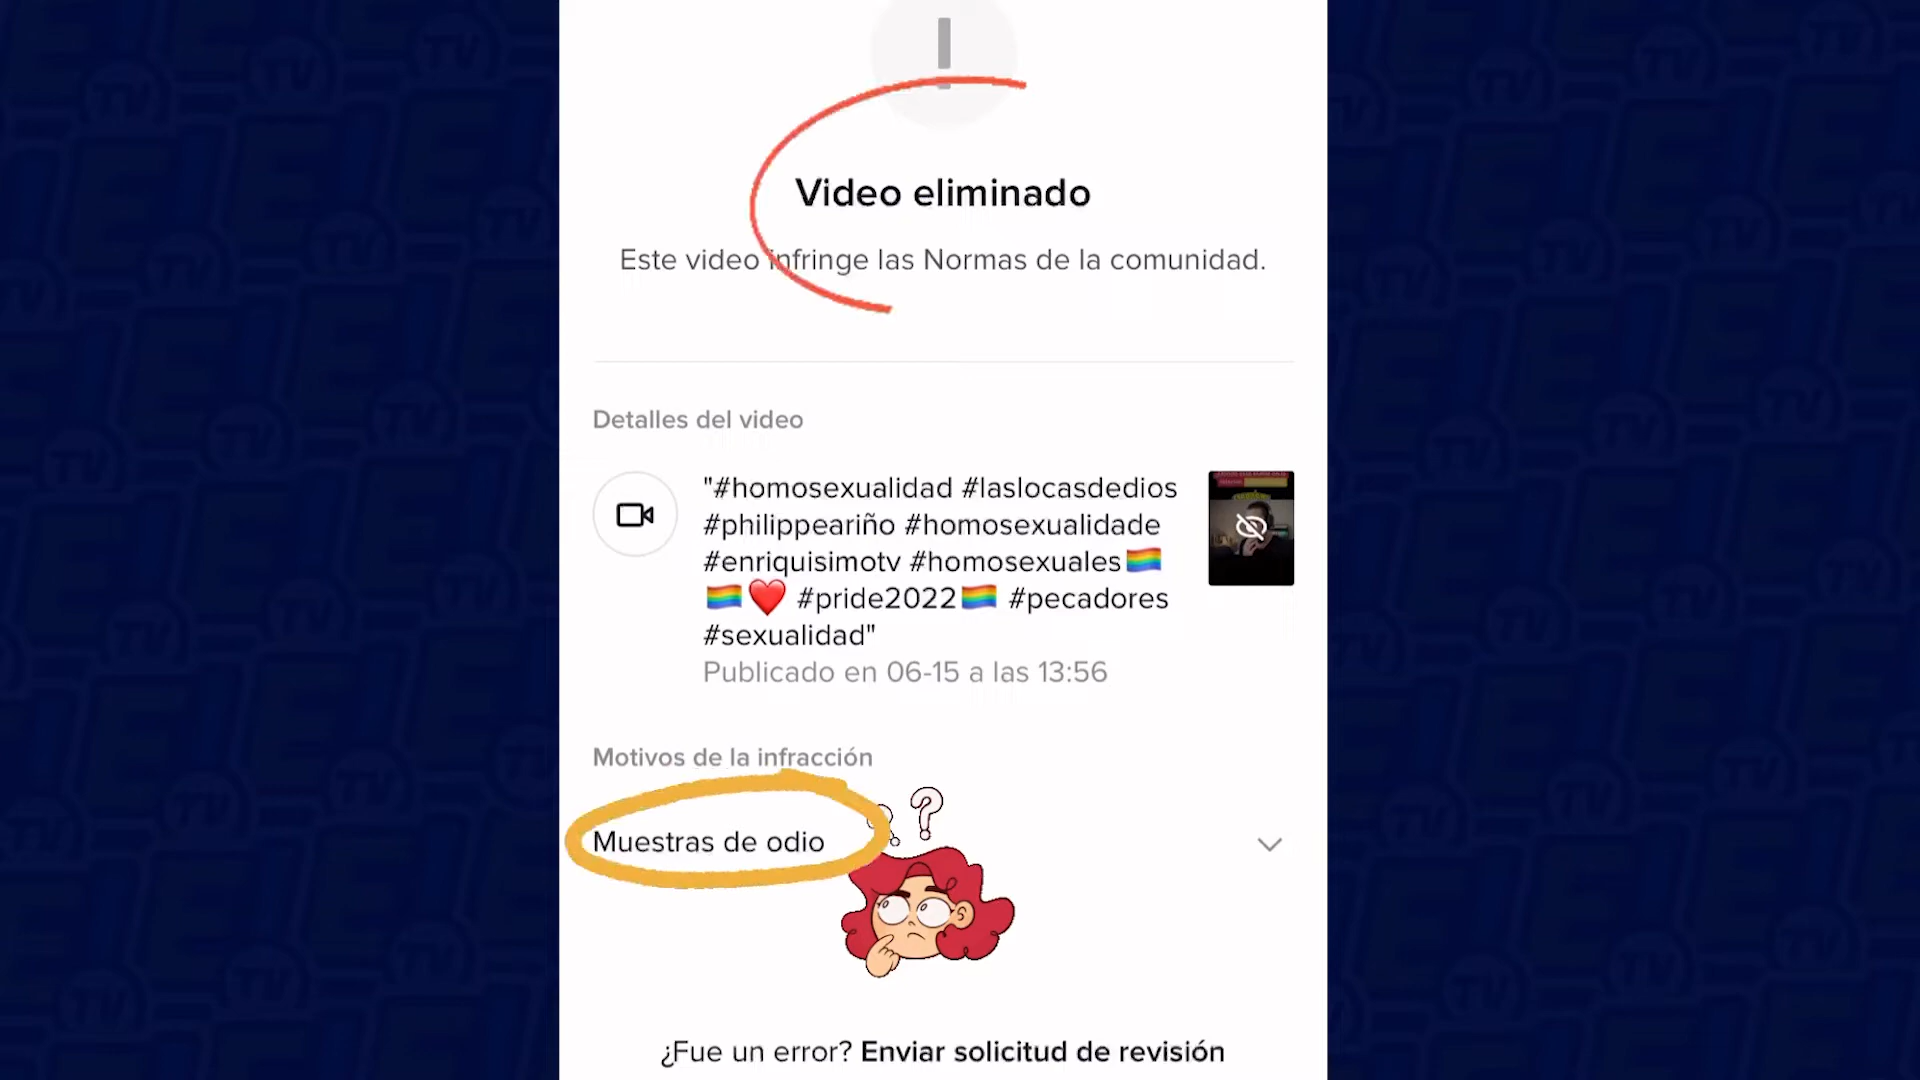 Video eliminado
Este video infringe las Normas de la comunidad.
Detalles del video
"#homosexualidad #laslocasdedios
#philippeariño #homosexualidade
#enriquisimotv #homosexuales🏳️‍🌈
🏳️‍🌈❤️ #pride2022🏳️‍🌈 #pecadores
#sexualidad"
Publicado en 06-15 a las 13:56
Motivos de la infracción
Muestras de odio
? ?
¿Fue un error? Enviar solicitud de revisión